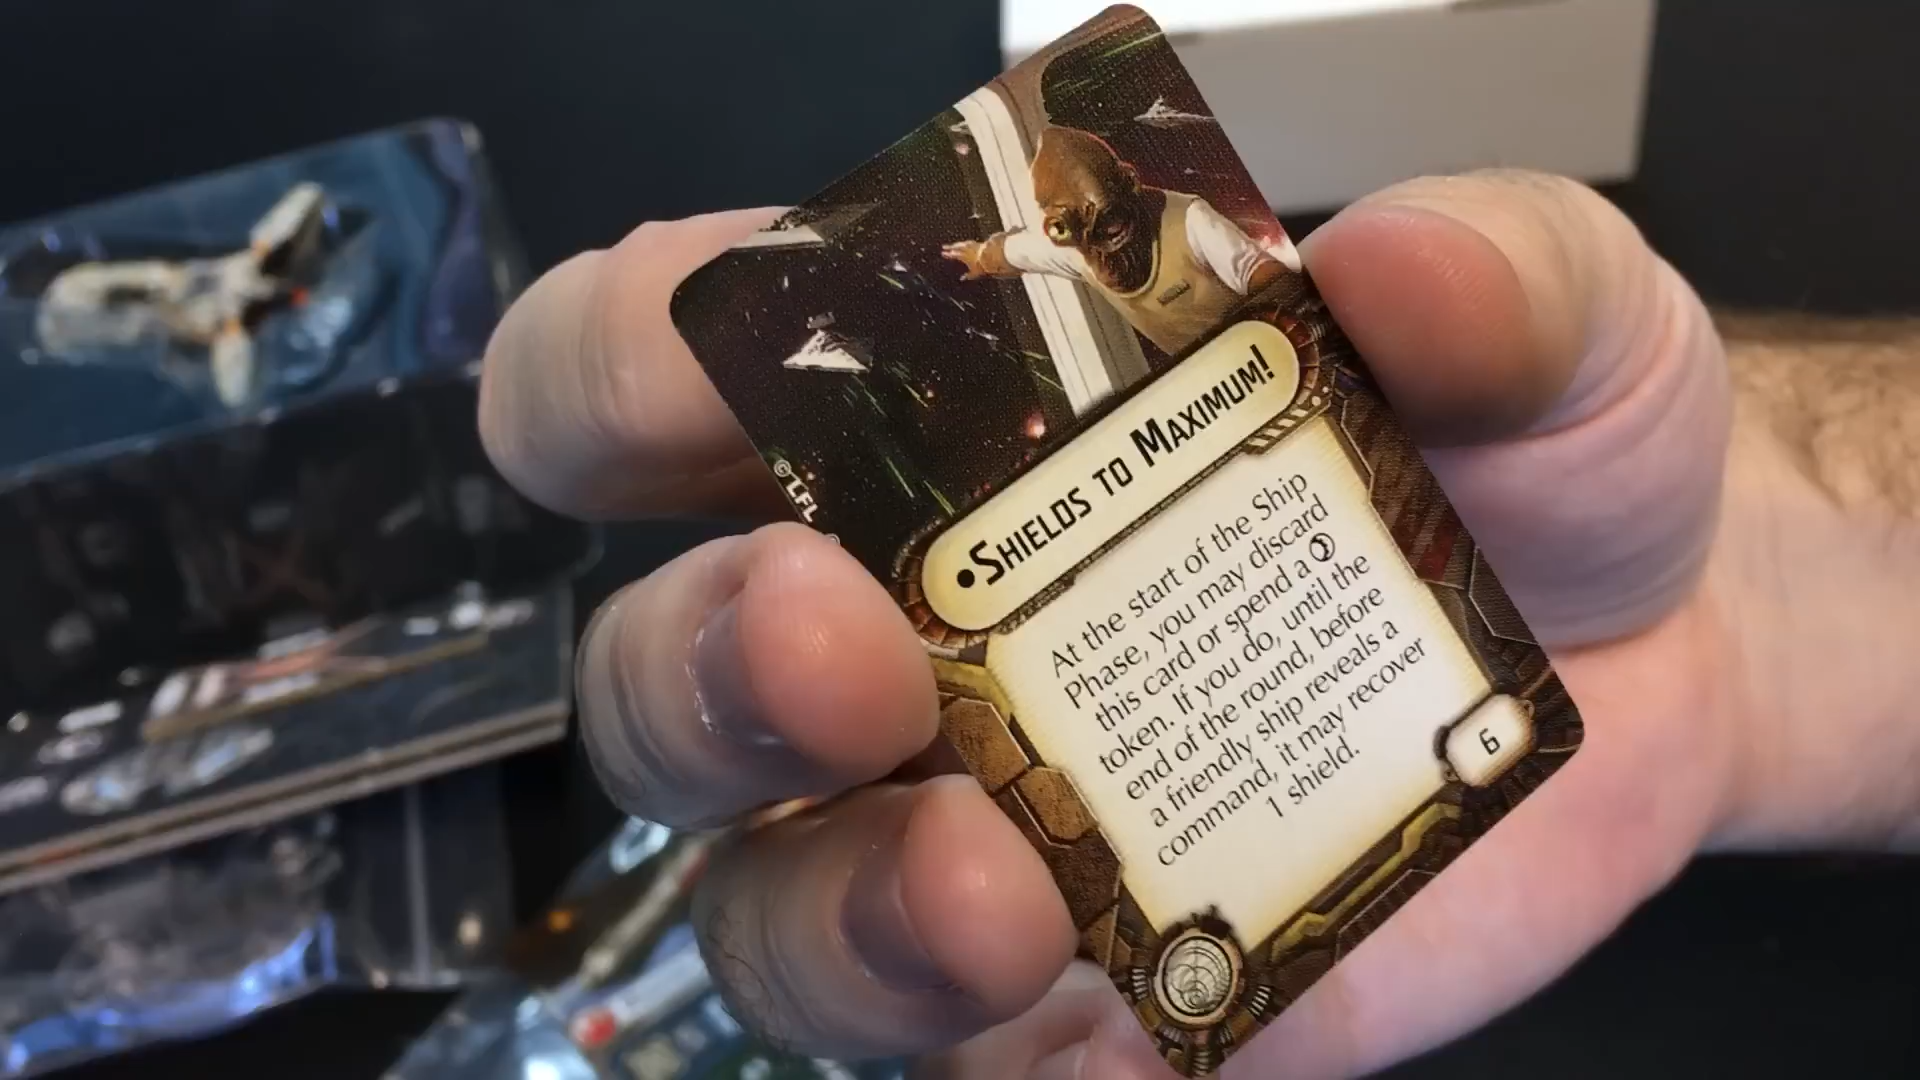 ©LFL
•SHIELDS TO MAXIMUM!
At the start of the Ship
Phase, you may discard
this card or spend a
token. If you do, until the
end of the round, before
a friendly ship reveals a
command, it may recover
1 shield.
6